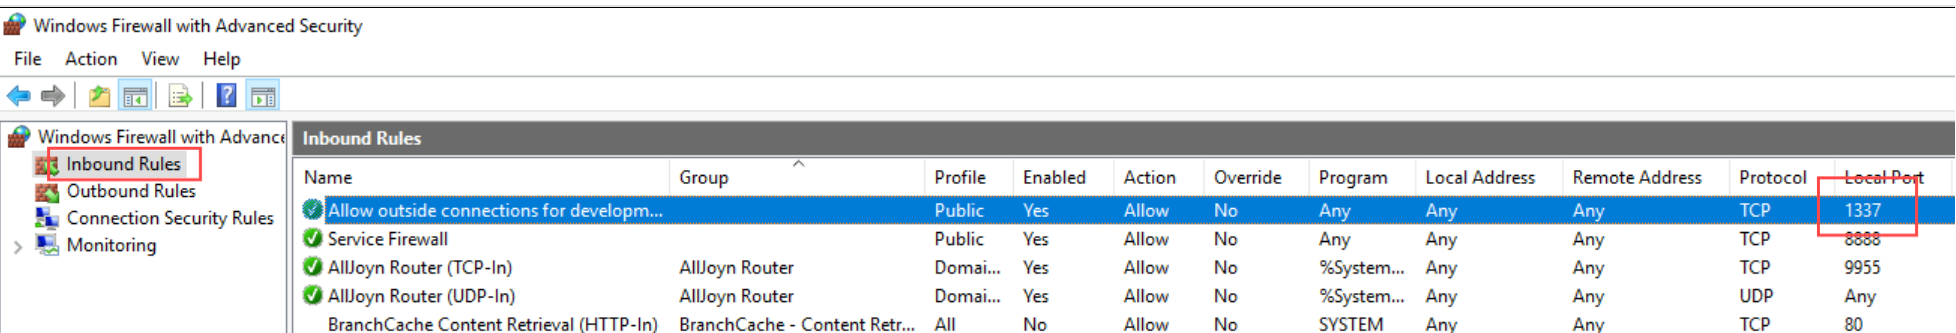 Windows Firewall with Advanced Security
File Action View Help
Windows Firewall with Advance
Inbound Rules
Outbound Rules
Connection Security Rules
Monitoring
Inbound Rules
Name Group Profile Enabled Action Override Program Local Address Remote Address Protocol Local Port
Allow outside connections for developm... Public Yes Allow No Any Any Any TCP 1337
Service Firewall Public Yes Allow No Any Any Any TCP 8888
AllJoyn Router (TCP-In) AllJoyn Router Domai... Yes Allow No %System... Any Any TCP 9955
AllJoyn Router (UDP-In) AllJoyn Router Domai... Yes Allow No %System... Any Any UDP Any
BranchCache Content Retrieval (HTTP-In) BranchCache - Content Retr... All No Allow No SYSTEM Any Any TCP 80